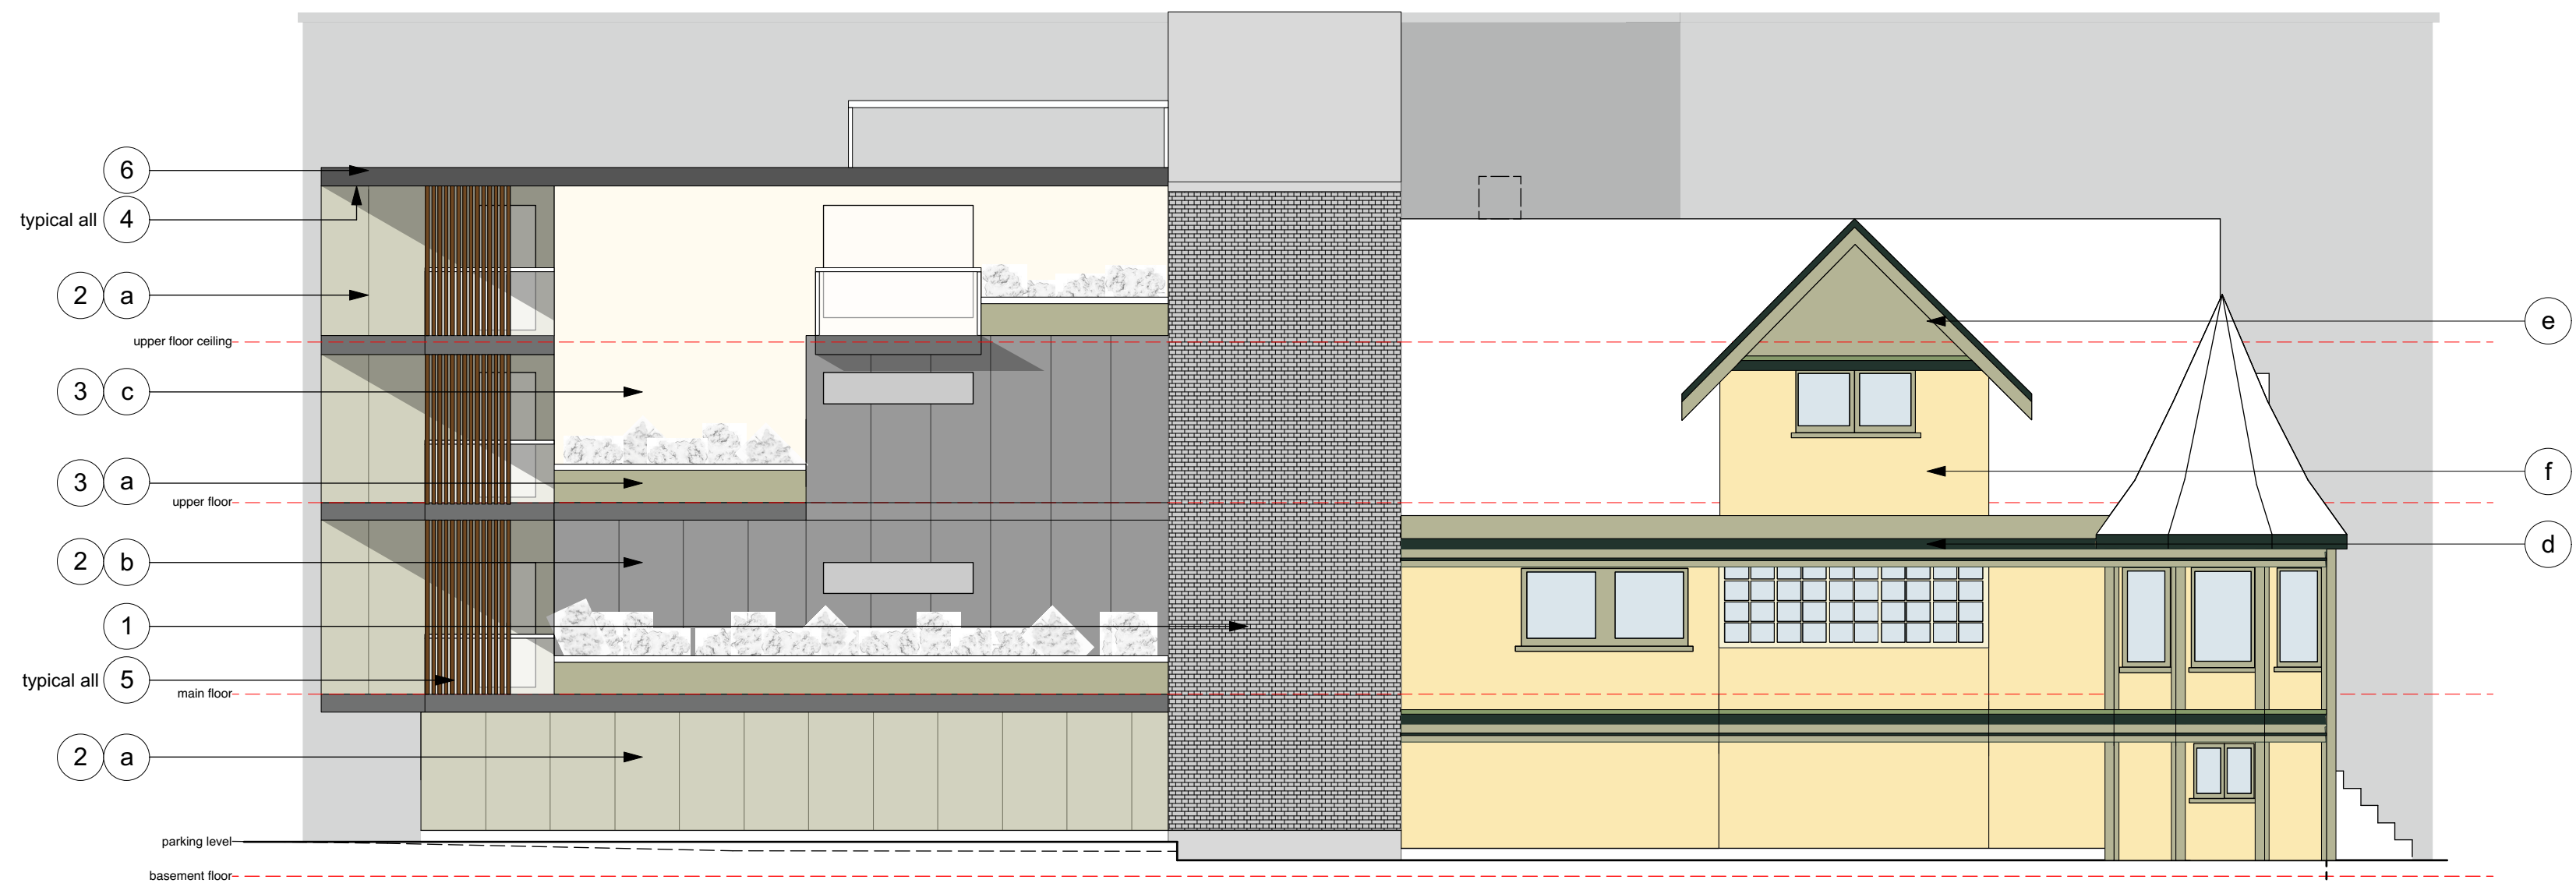 6
typical all 4
2 a
e
upper floor ceiling
3 c
f
3 a
upper floor
d
2 b
1
typical all 5
main floor
2 a
parking level
basement floor